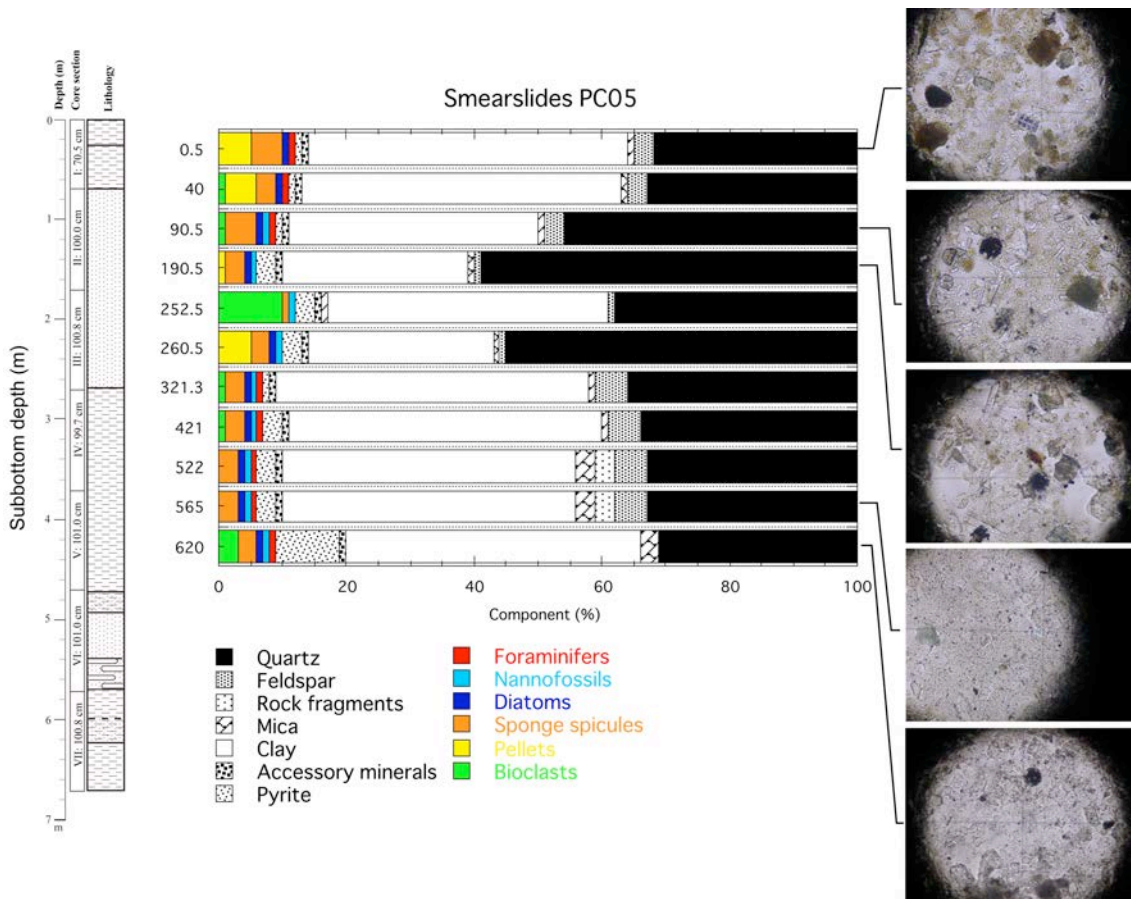 Smearslides PC05
Depth (m)
Core section
Lithology
Subbottom depth (m)
0
1
2
3
4
5
6
7
m
I: 70.5 cm
II: 100.0 cm
III: 100.8 cm
IV: 99.7 cm
V: 101.0 cm
VI: 101.0 cm
VII: 100.8 cm
0.5
40
90.5
190.5
252.5
260.5
321.3
421
522
565
620
0 20 40 60 80 100
Component (%)
Quartz
Feldspar
Rock fragments
Mica
Clay
Accessory minerals
Pyrite
Foraminifers
Nannofossils
Diatoms
Sponge spicules
Pellets
Bioclasts